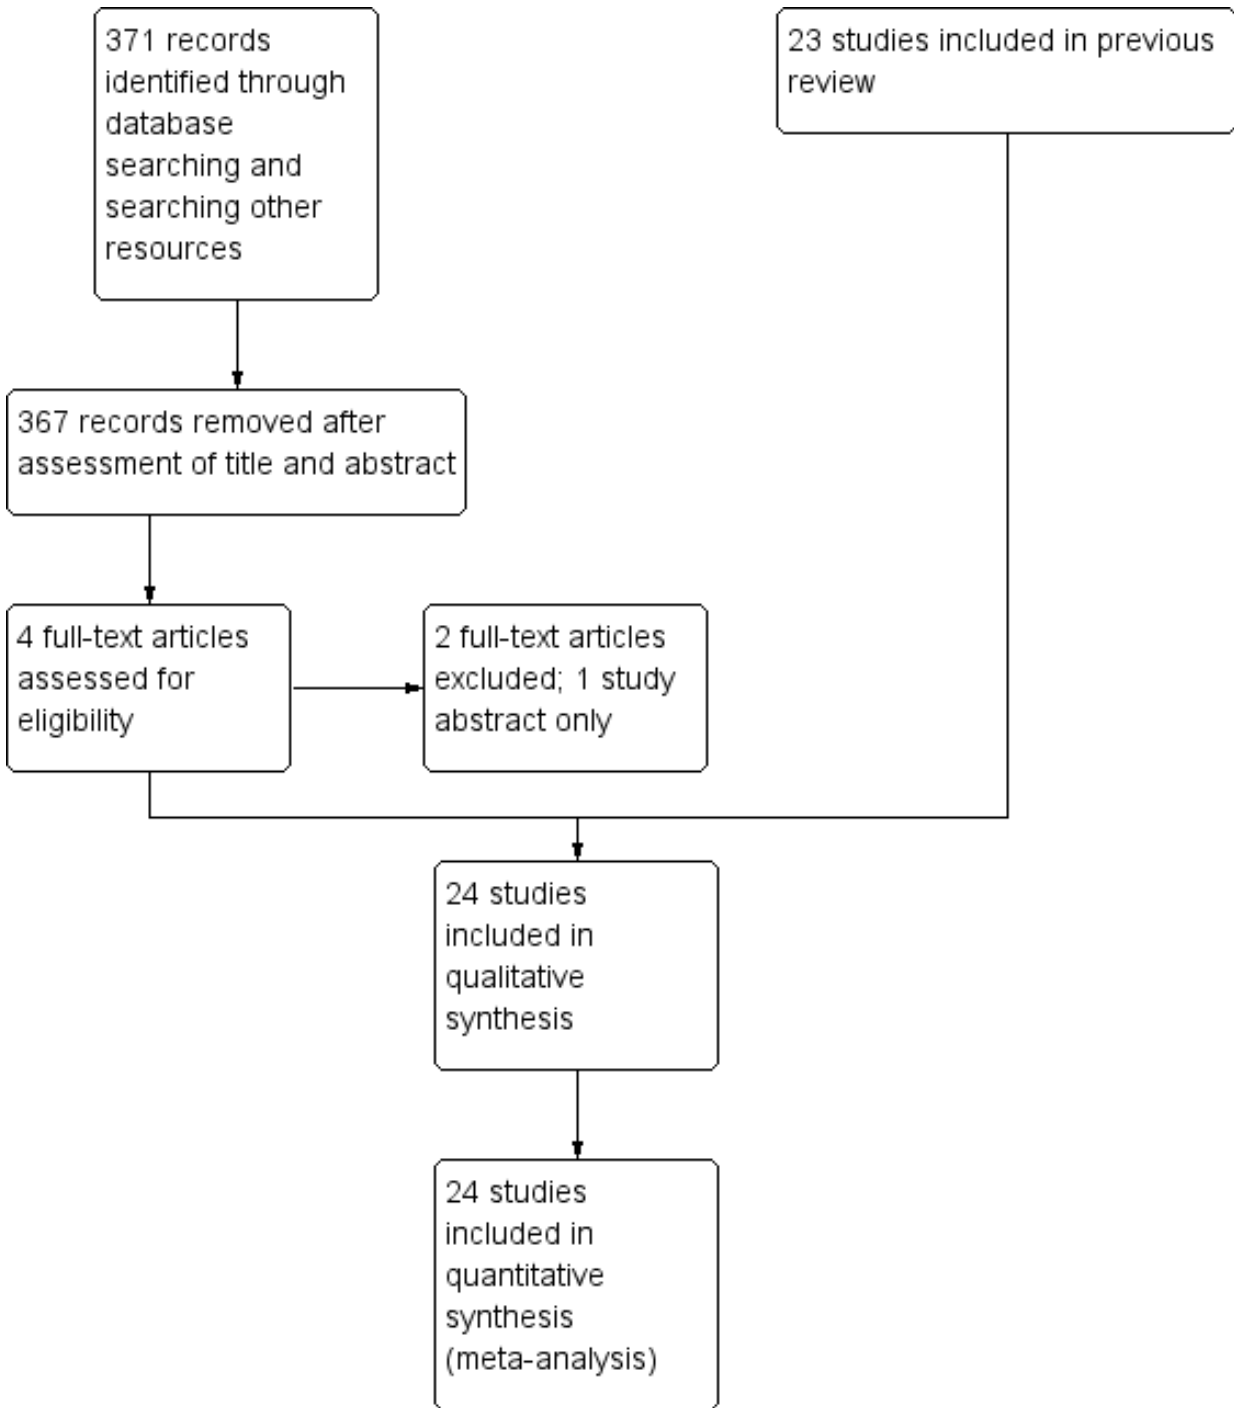 371 records
identified through
database
searching and
searching other
resources
23 studies included in previous
review
367 records removed after
assessment of title and abstract
4 full-text articles
assessed for
eligibility
2 full-text articles
excluded; 1 study
abstract only
24 studies
included in
qualitative
synthesis
24 studies
included in
quantitative
synthesis
(meta-analysis)